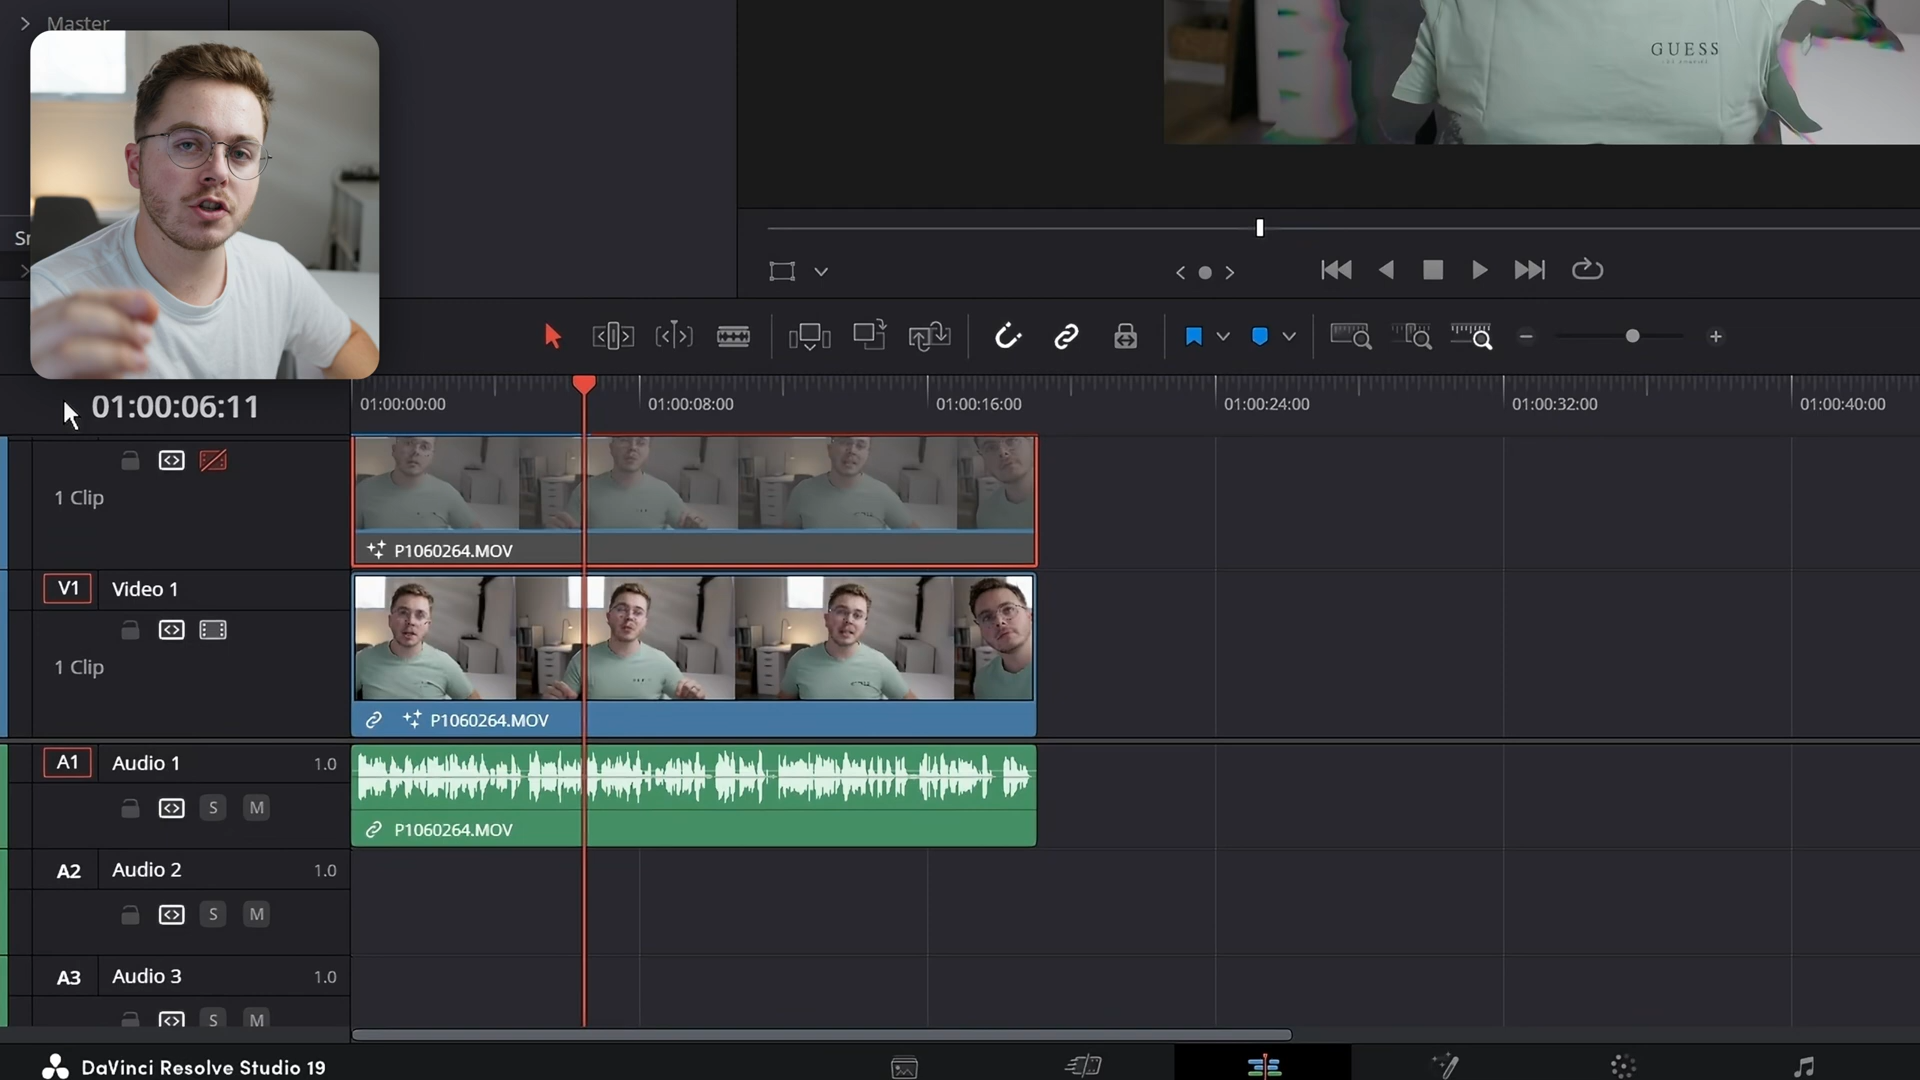 Master
GUESS
01:00:06:11
01:00:00:00
01:00:08:00
01:00:16:00
01:00:24:00
01:00:32:00
01:00:40:00
1 Clip
P1060264.MOV
V1
Video 1
1 Clip
P1060264.MOV
A1
Audio 1
1.0
S
M
P1060264.MOV
A2
Audio 2
1.0
S
M
A3
Audio 3
1.0
S
M
DaVinci Resolve Studio 19